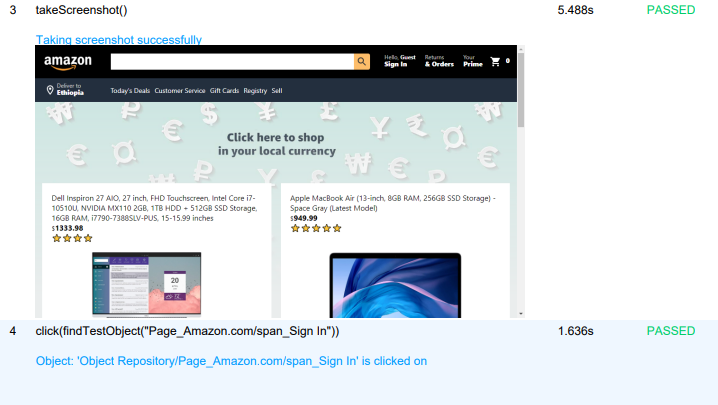 3 takeScreenshot() 5.488s PASSED
Taking screenshot successfully
amazon
Hello, Guest
Sign In
Returns
& Orders
Your
Prime
0
Deliver to
Ethiopia
Today's Deals Customer Service Gift Cards Registry Sell
Click here to shop
in your local currency
Dell Inspiron 27 AIO, 27 inch, FHD Touchscreen, Intel Core i7-
10510U, NVIDIA MX110 2GB, 1TB HDD + 512GB SSD Storage,
16GB RAM, i7790-7388SLV-PUS, 15-15.99 inches
$1333.98
Apple MacBook Air (13-inch, 8GB RAM, 256GB SSD Storage) -
Space Gray (Latest Model)
$949.99
20
4 click(findTestObject("Page_Amazon.com/span_Sign In")) 1.636s PASSED
Object: 'Object Repository/Page_Amazon.com/span_Sign In' is clicked on